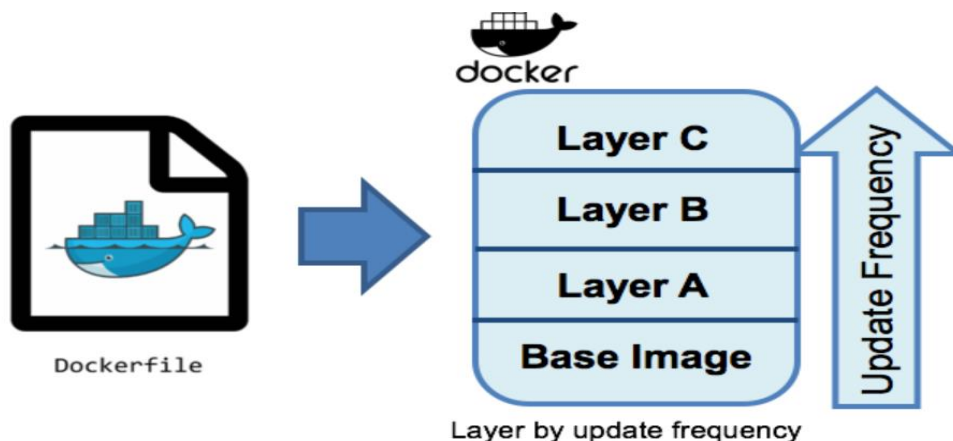 docker
Layer C
Layer B
Layer A
Base Image
Update Frequency
Dockerfile
Layer by update frequency